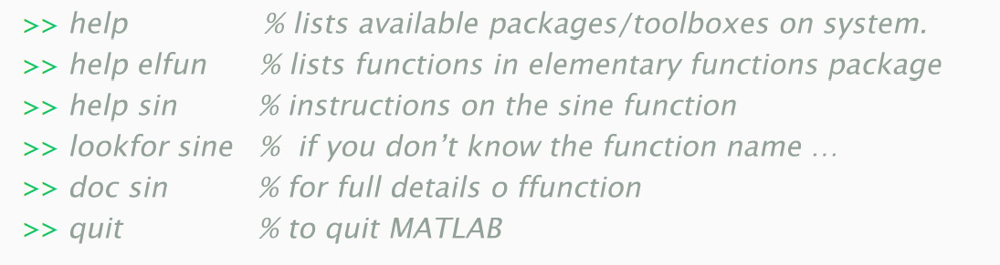 >> help % lists available packages/toolboxes on system.
>> help elfun % lists functions in elementary functions package
>> help sin % instructions on the sine function
>> lookfor sine % if you don’t know the function name …
>> doc sin % for full details o ffunction
>> quit % to quit MATLAB